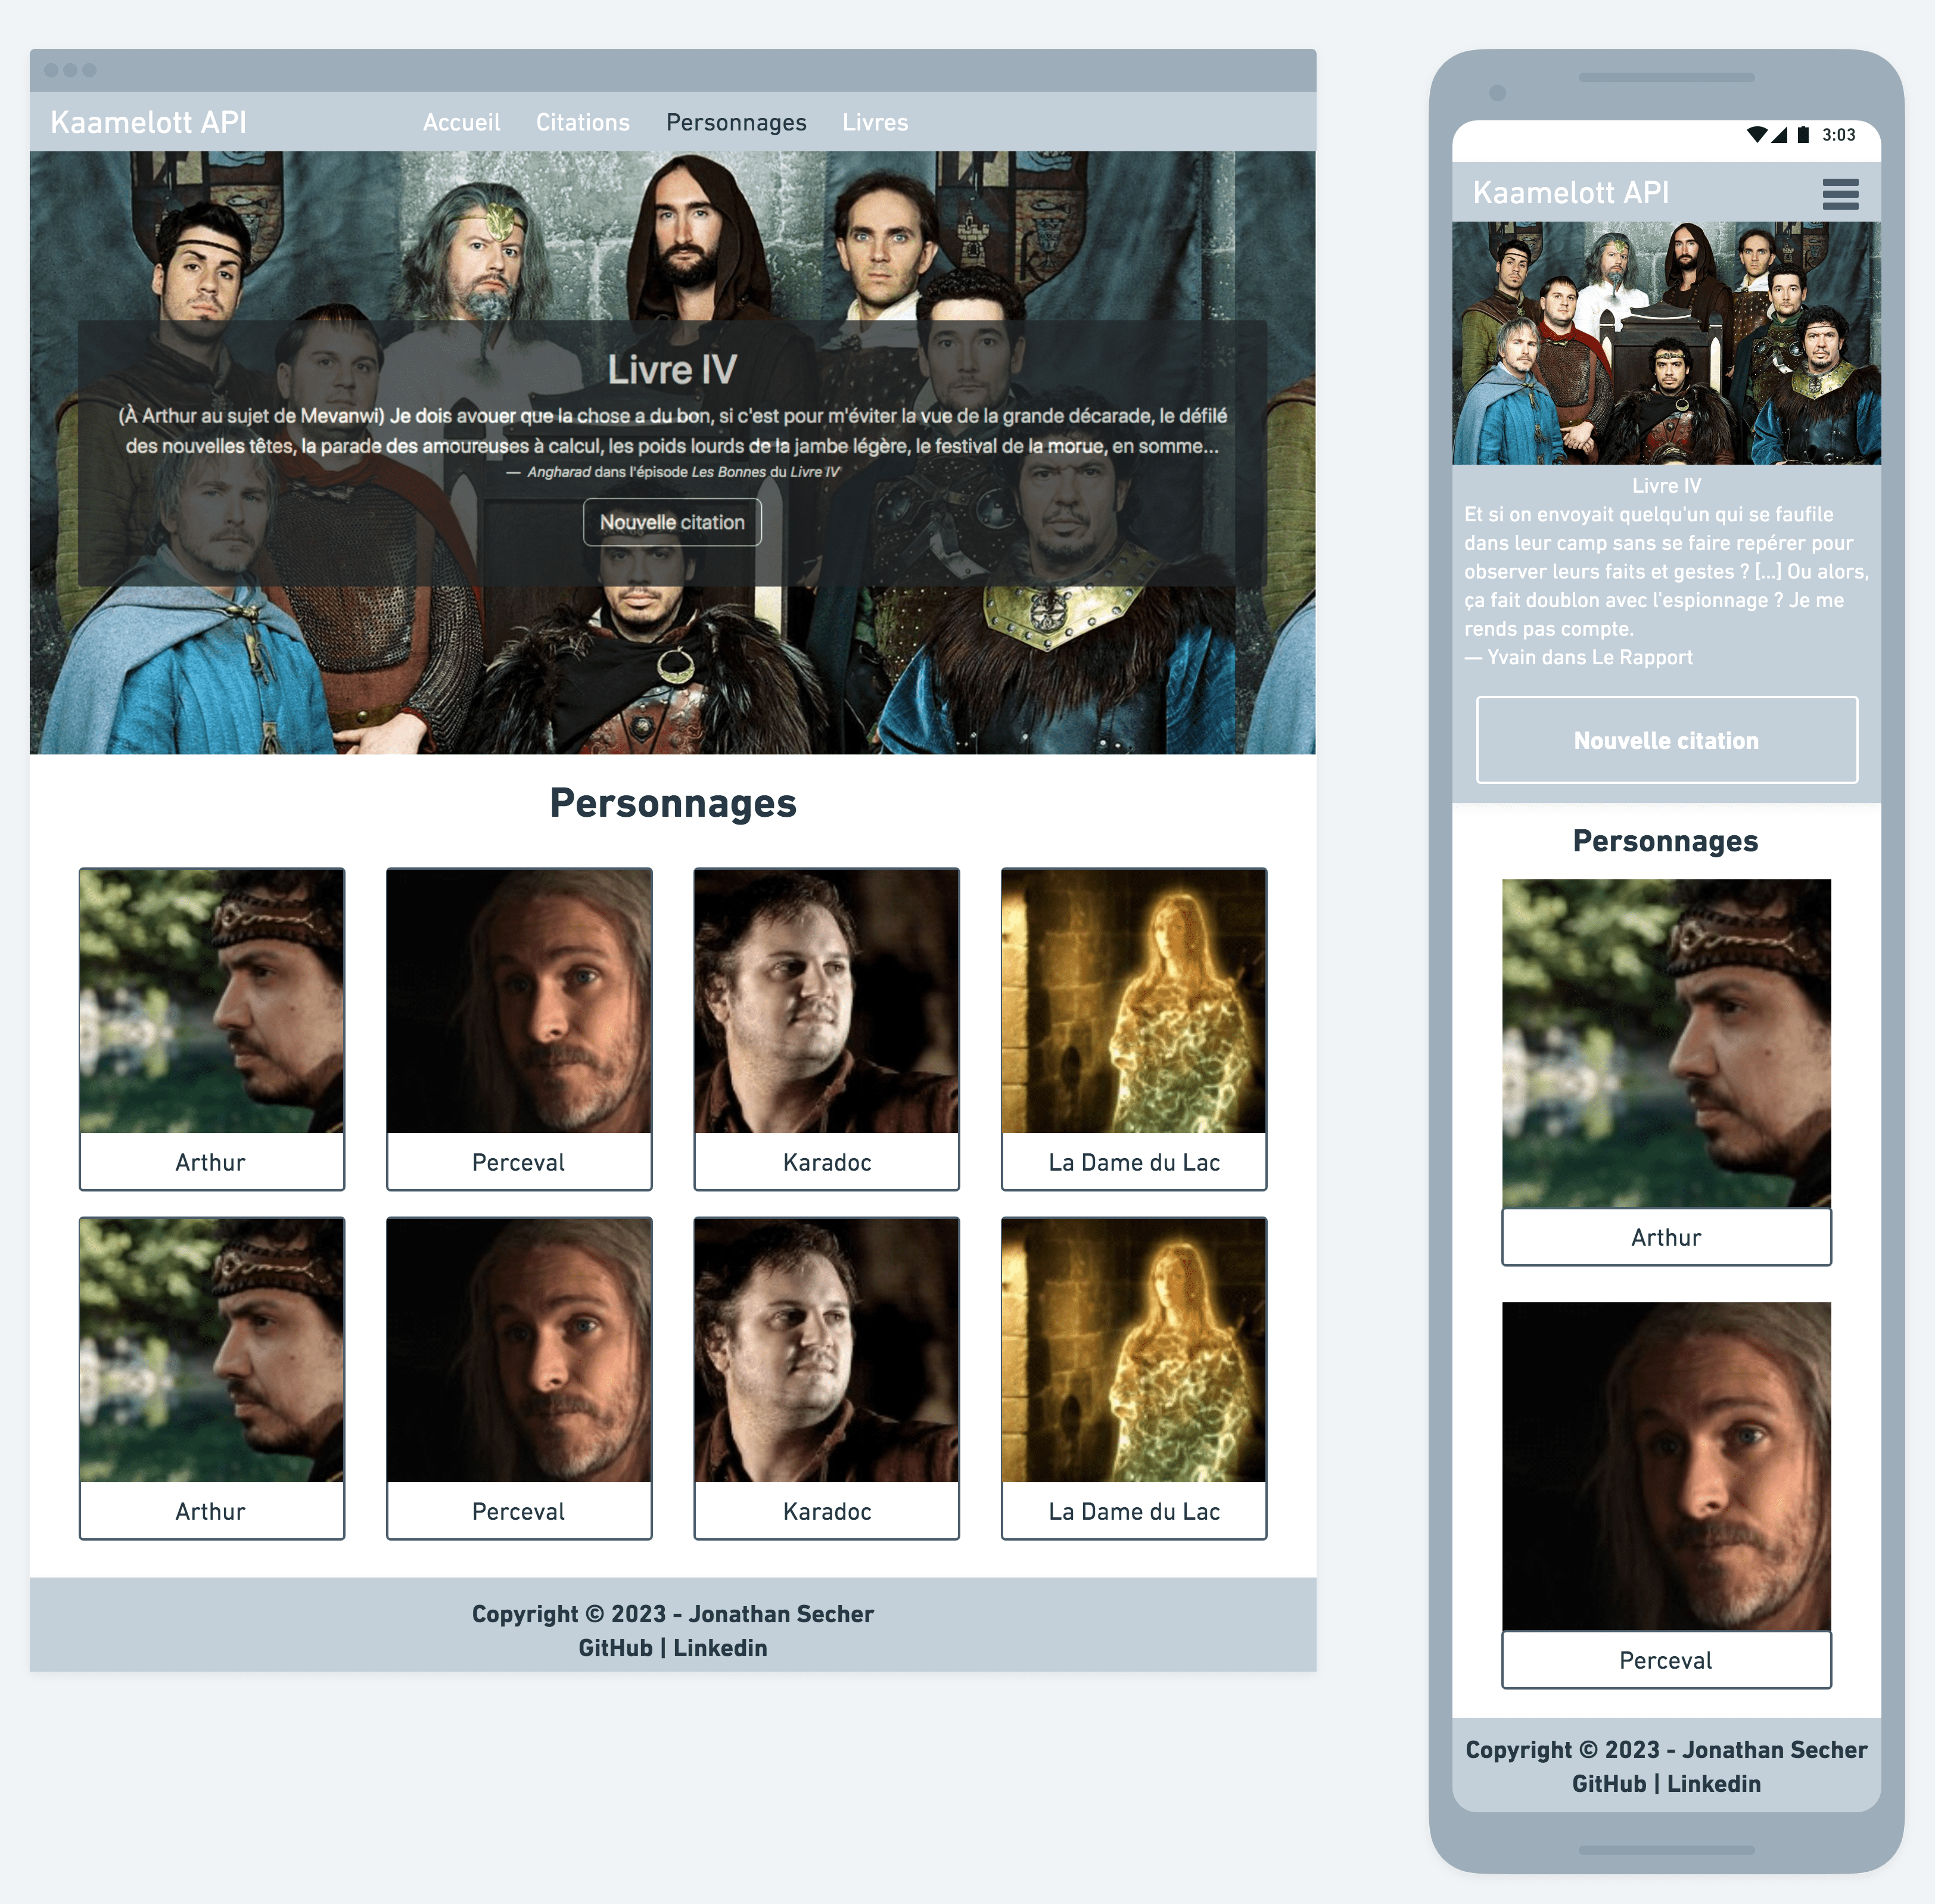 Kaamelott API
Accueil Citations Personnages Livres
Livre IV
(À Arthur au sujet de Mevanwi) Je dois avouer que la chose a du bon, si c'est pour m'éviter la vue de la grande décarade, le défilé
des nouvelles têtes, la parade des amoureuses à calcul, les poids lourds de la jambe légère, le festival de la morue, en somme...
— Angharad dans l'épisode Les Bonnes du Livre IV
Nouvelle citation
Personnages
Arthur Perceval Karadoc La Dame du Lac
Arthur Perceval Karadoc La Dame du Lac
Copyright © 2023 - Jonathan Secher
GitHub | Linkedin
3:03
Kaamelott API
Livre IV
Et si on envoyait quelqu'un qui se faufile
dans leur camp sans se faire repérer pour
observer leurs faits et gestes ? [...] Ou alors,
ça fait doublon avec l'espionnage ? Je me
rends pas compte.
— Yvain dans Le Rapport
Nouvelle citation
Personnages
Arthur
Perceval
Copyright © 2023 - Jonathan Secher
GitHub | Linkedin